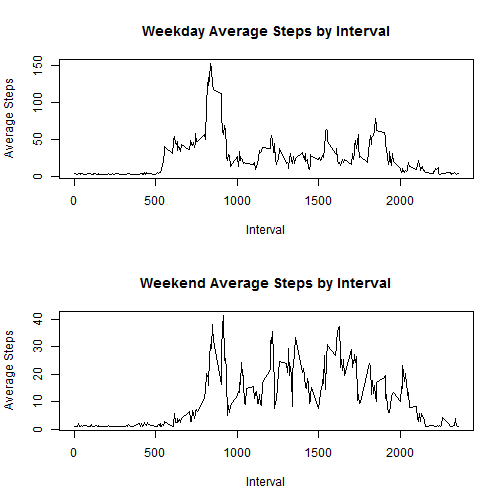 Weekday Average Steps by Interval
Average Steps
150
100
50
0
0 500 1000 1500 2000
Interval
Weekend Average Steps by Interval
Average Steps
40
30
20
10
0
0 500 1000 1500 2000
Interval